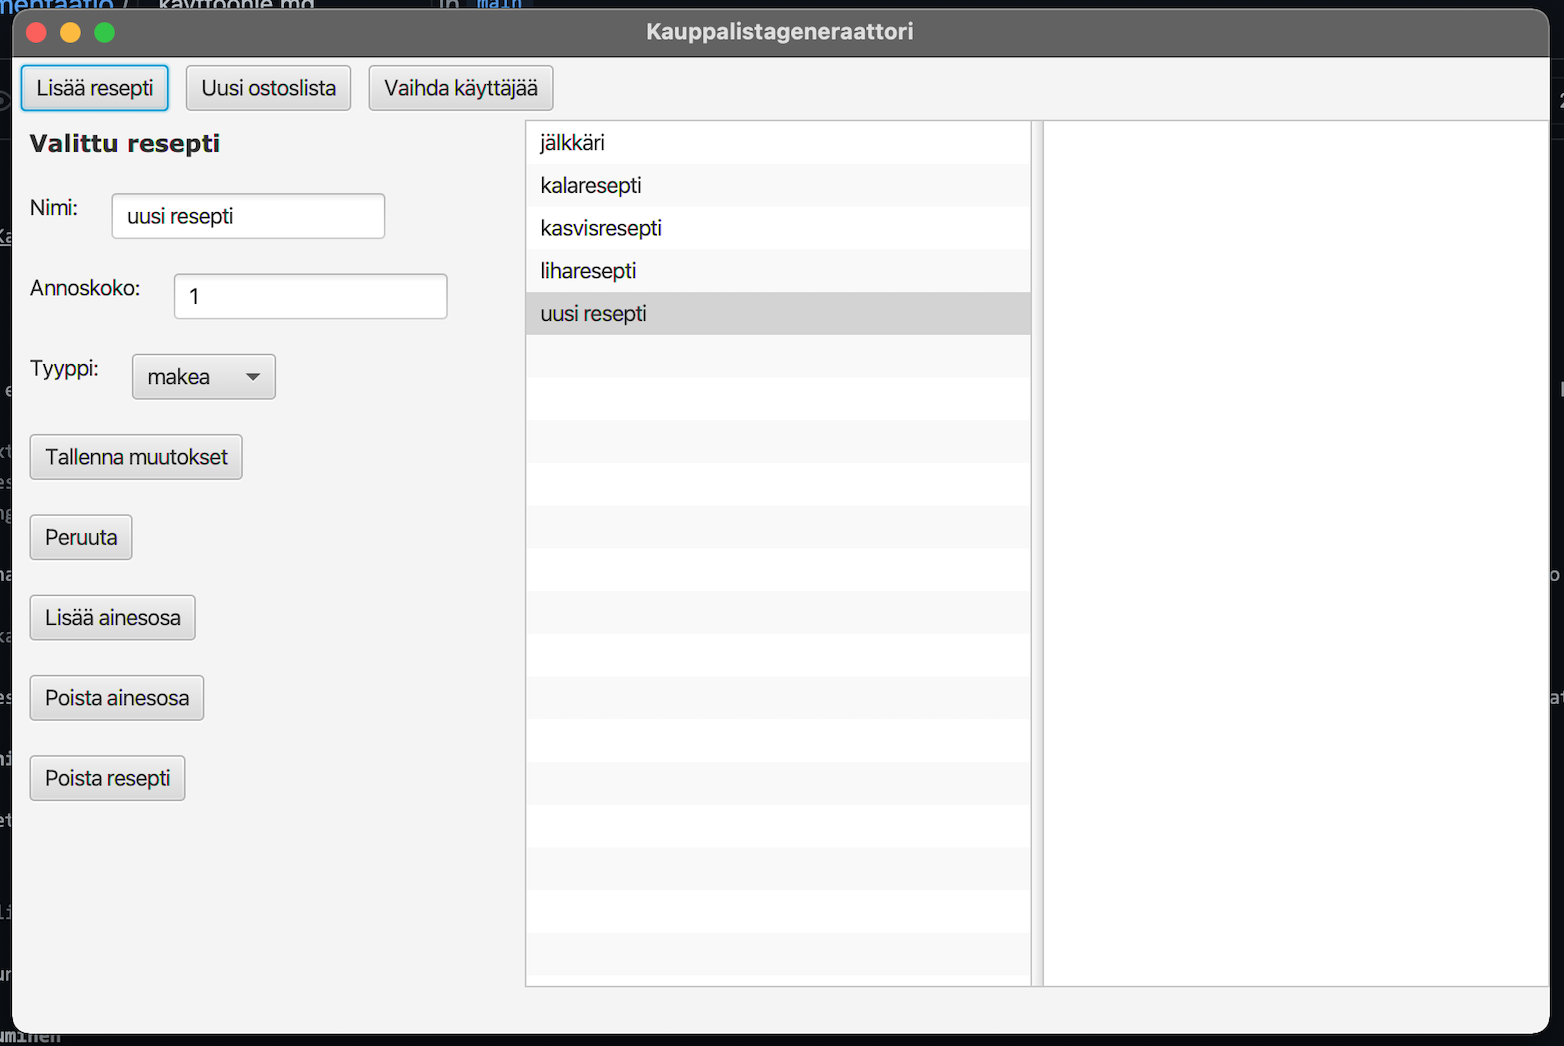 Kauppalistageneraattori
Lisää resepti
Uusi ostoslista
Vaihda käyttäjää
Valittu resepti
Nimi:
uusi resepti
Annoskoko:
1
Tyyppi:
makea
Tallenna muutokset
Peruuta
Lisää ainesosa
Poista ainesosa
Poista resepti
jälkkäri
kalaresepti
kasvisresepti
liharesepti
uusi resepti